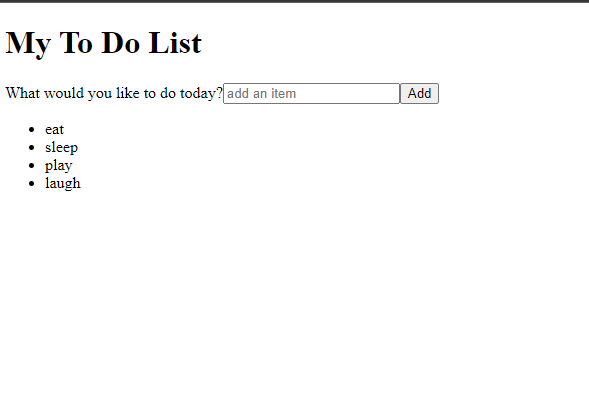 My To Do List
What would you like to do today? add an item Add
eat
sleep
play
laugh